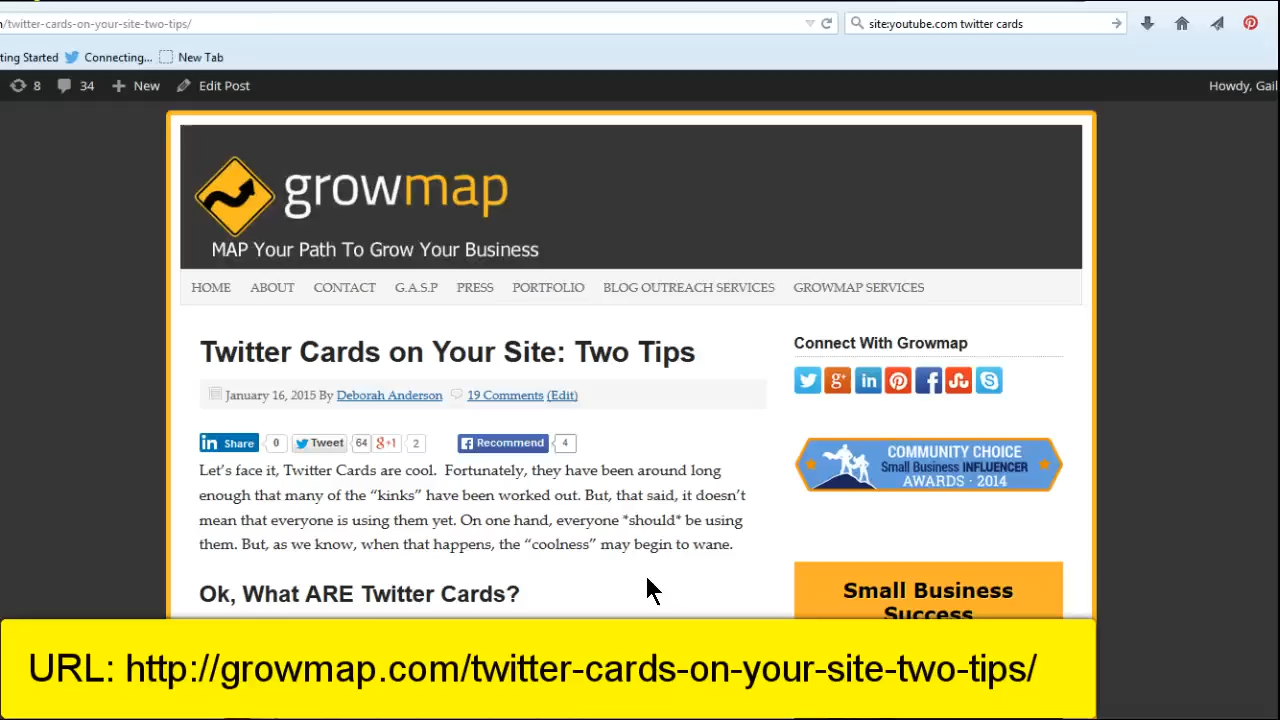 /twitter-cards-on-your-site-two-tips/
site:youtube.com twitter cards
ting Started Connecting... New Tab
8 34 New Edit Post Howdy, Gail
growmap
MAP Your Path To Grow Your Business
HOME ABOUT CONTACT G.A.S.P PRESS PORTFOLIO BLOG OUTREACH SERVICES GROWMAP SERVICES
Twitter Cards on Your Site: Two Tips
January 16, 2015 By Deborah Anderson 19 Comments (Edit)
in Share 0 Tweet 64 g+1 2 Recommend 4
Let's face it, Twitter Cards are cool. Fortunately, they have been around long
enough that many of the “kinks” have been worked out. But, that said, it doesn't
mean that everyone is using them yet. On one hand, everyone *should* be using
them. But, as we know, when that happens, the “coolness” may begin to wane.
Ok, What ARE Twitter Cards?
Connect With Growmap
COMMUNITY CHOICE
Small Business INFLUENCER
AWARDS · 2014
Small Business
Success
URL: http://growmap.com/twitter-cards-on-your-site-two-tips/